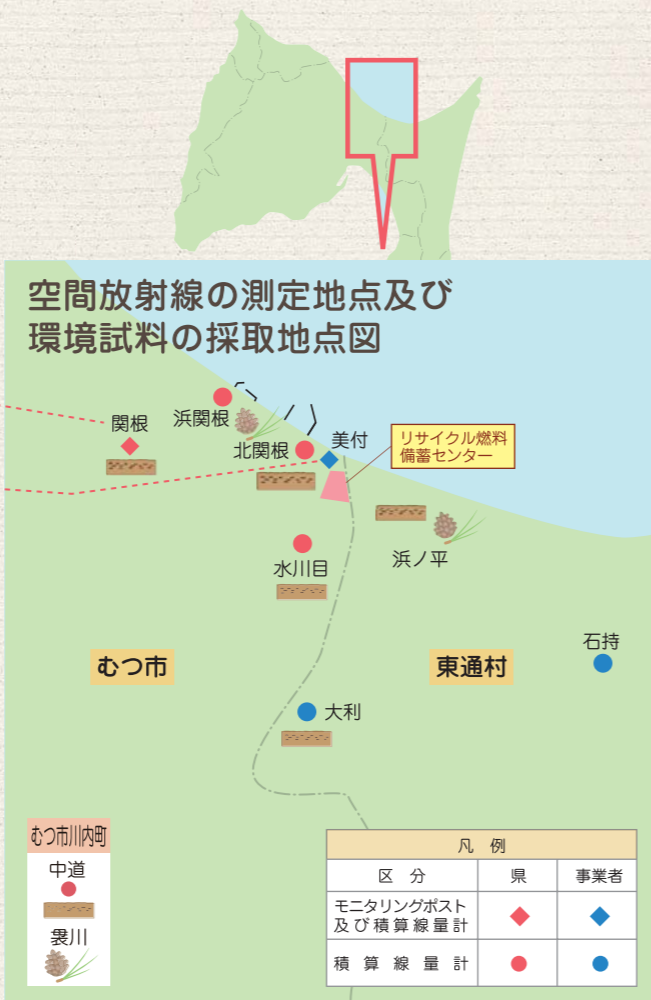 空間放射線の測定地点及び
環境試料の採取地点図
関根
浜関根
北関根
美付
リサイクル燃料
備蓄センター
水川目
浜ノ平
むつ市
東通村
石持
大利
むつ市川内町
中道
袰川
凡 例
区 分 県 事業者
モニタリングポスト
及び積算線量計
積算線量計